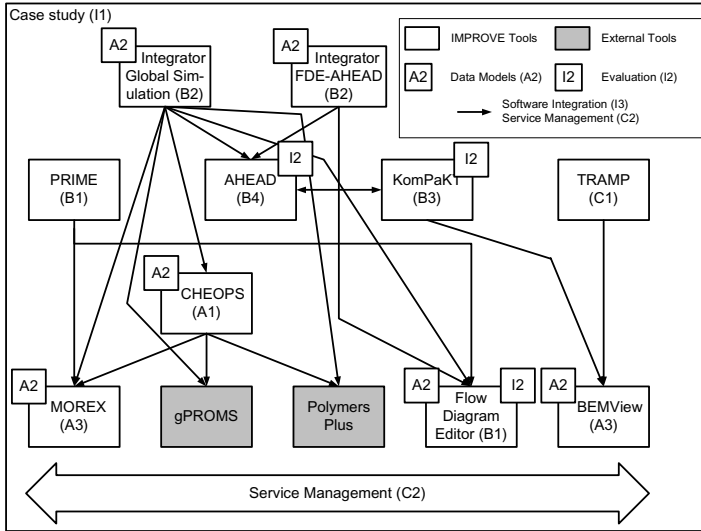 Case study (I1)
A2
Integrator
Global Sim-
ulation (B2)
A2
Integrator
FDE-AHEAD
(B2)
IMPROVE Tools
External Tools
A2
Data Models (A2)
I2
Evaluation (I2)
Software Integration (I3)
Service Management (C2)
PRIME
(B1)
I2
AHEAD
(B4)
I2
KomPaKt
(B3)
TRAMP
(C1)
A2
CHEOPS
(A1)
A2
MOREX
(A3)
gPROMS
Polymers
Plus
A2
I2
Flow
Diagram
Editor (B1)
A2
BEMView
(A3)
Service Management (C2)